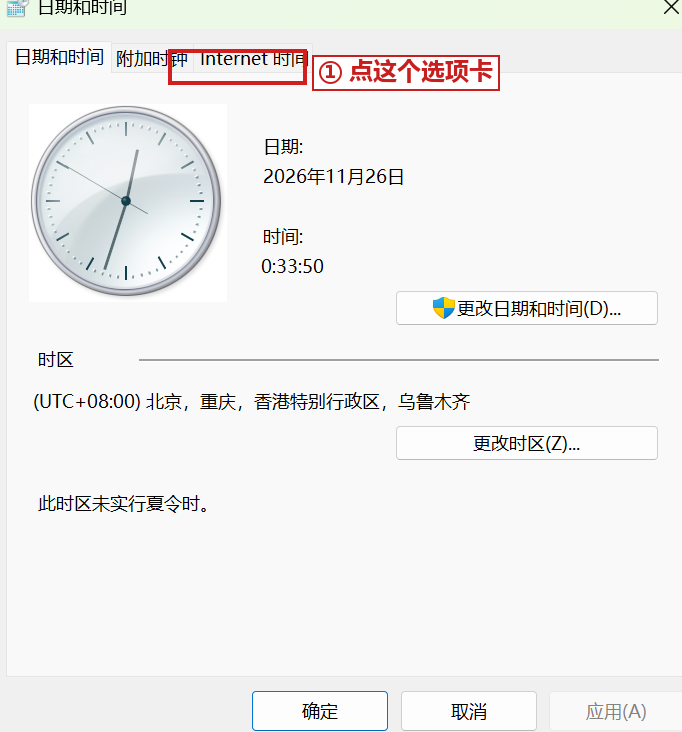 日期和时间
日期和时间 附加时钟 Internet 时间
① 点这个选项卡
日期:
2026年11月26日
时间:
0:33:50
更改日期和时间(D)...
时区
(UTC+08:00) 北京，重庆，香港特别行政区，乌鲁木齐
更改时区(Z)...
此时区未实行夏令时。
确定 取消 应用(A)